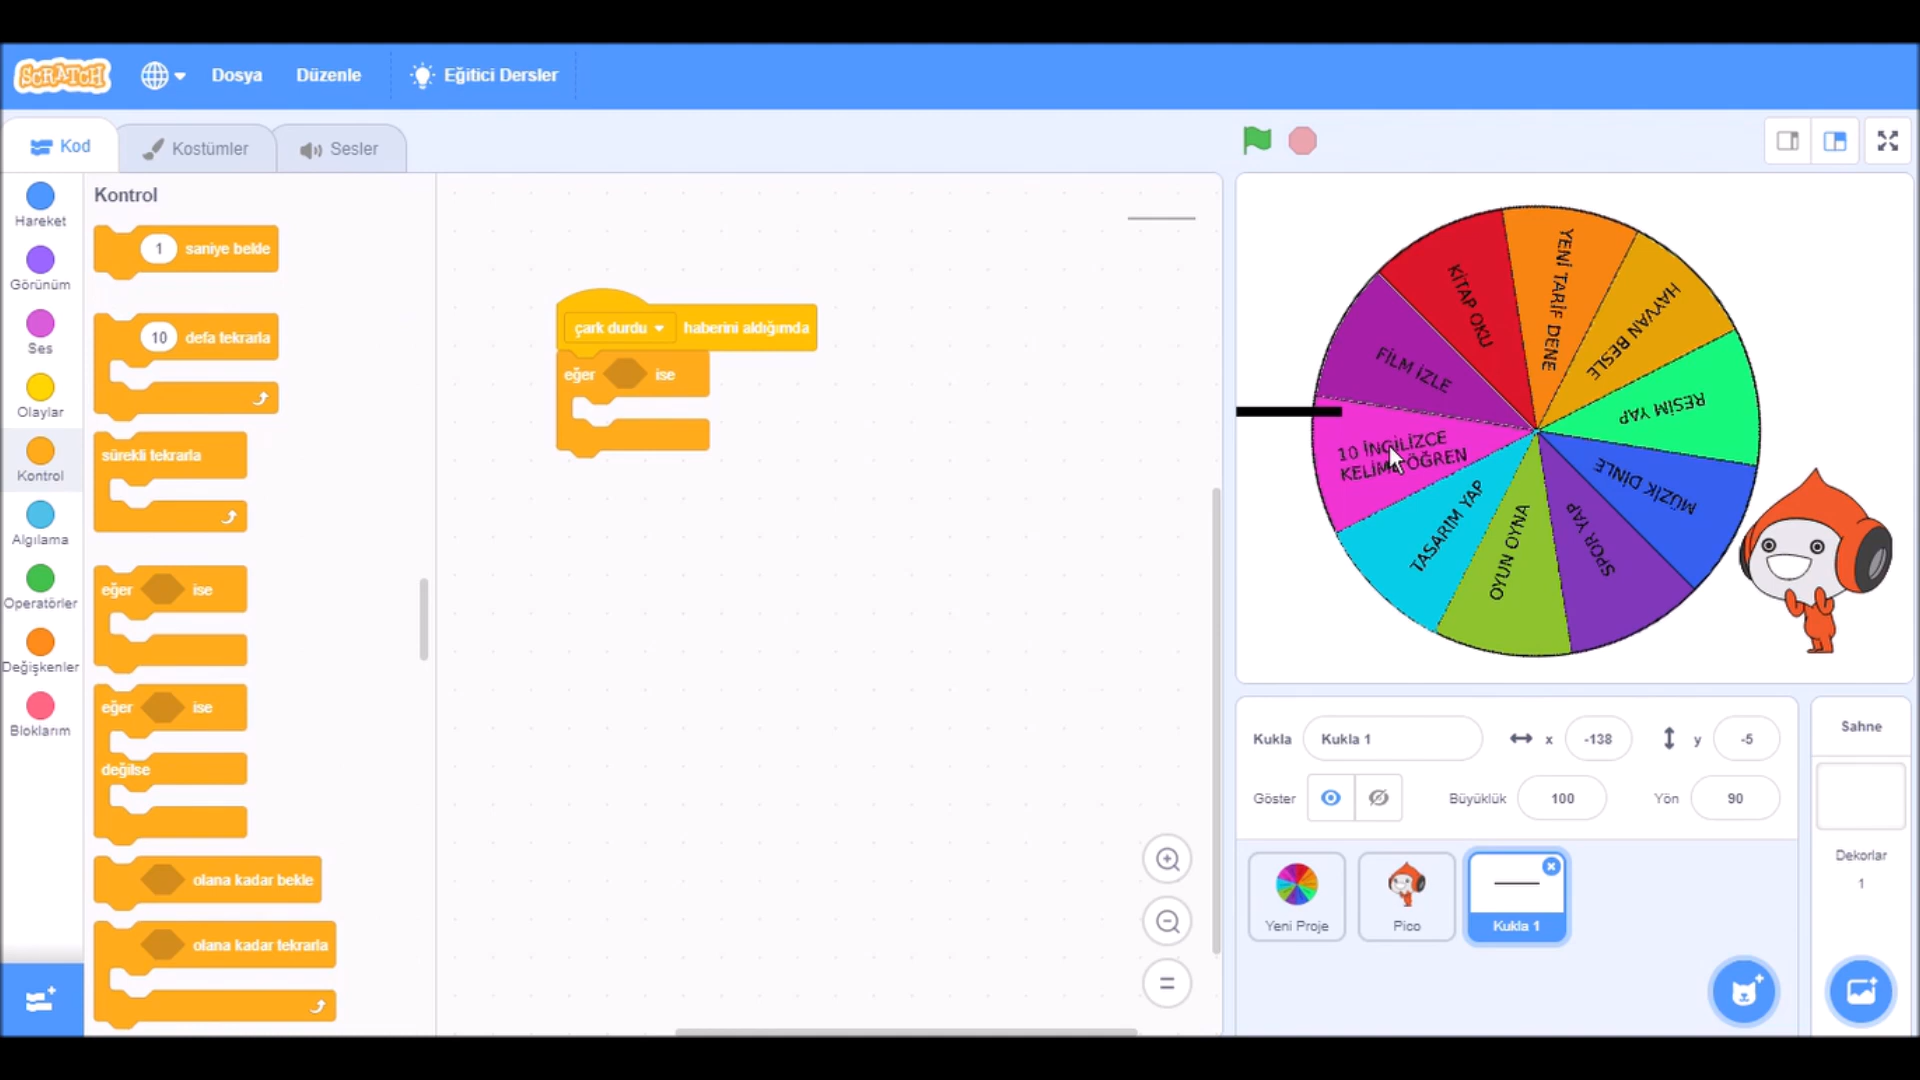 SCRATCH
Dosya
Düzenle
Eğitici Dersler
Kod
Kostümler
Sesler
Hareket
Görünüm
Ses
Olaylar
Kontrol
Algılama
Operatörler
Değişkenler
Bloklarım
Kontrol
1 saniye bekle
10 defa tekrarla
sürekli tekrarla
eğer ise
eğer ise
değilse
olana kadar bekle
olana kadar tekrarla
çark durdu haberini aldığımda
eğer ise
KİTAP OKU
YENİ TARİF DENE
HAYVAN BESLE
RESİM YAP
MÜZİK DİNLE
SPOR YAP
OYUN OYNA
TASARIM YAP
10 İNGİLİZCE
KELİME ÖĞREN
FİLM İZLE
Kukla
Kukla 1
x
-138
y
-5
Göster
Büyüklük
100
Yön
90
Yeni Proje
Pico
Kukla 1
Sahne
Dekorlar
1